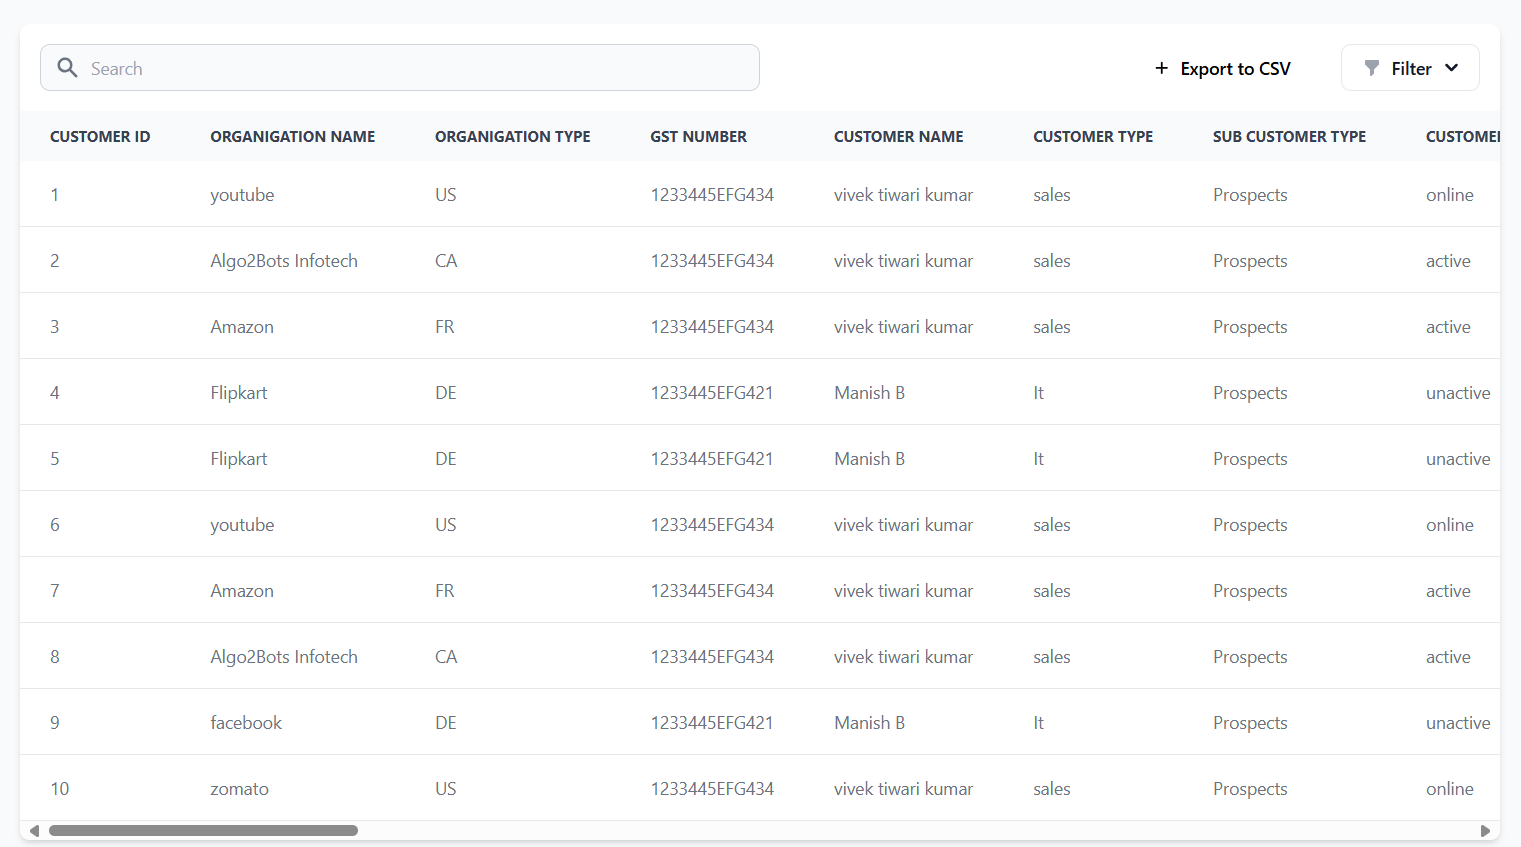 Search + Export to CSV Filter
CUSTOMER ID ORGANIGATION NAME ORGANIGATION TYPE GST NUMBER CUSTOMER NAME CUSTOMER TYPE SUB CUSTOMER TYPE CUSTOMER
1 youtube US 1233445EFG434 vivek tiwari kumar sales Prospects online
2 Algo2Bots Infotech CA 1233445EFG434 vivek tiwari kumar sales Prospects active
3 Amazon FR 1233445EFG434 vivek tiwari kumar sales Prospects active
4 Flipkart DE 1233445EFG421 Manish B It Prospects unactive
5 Flipkart DE 1233445EFG421 Manish B It Prospects unactive
6 youtube US 1233445EFG434 vivek tiwari kumar sales Prospects online
7 Amazon FR 1233445EFG434 vivek tiwari kumar sales Prospects active
8 Algo2Bots Infotech CA 1233445EFG434 vivek tiwari kumar sales Prospects active
9 facebook DE 1233445EFG421 Manish B It Prospects unactive
10 zomato US 1233445EFG434 vivek tiwari kumar sales Prospects online